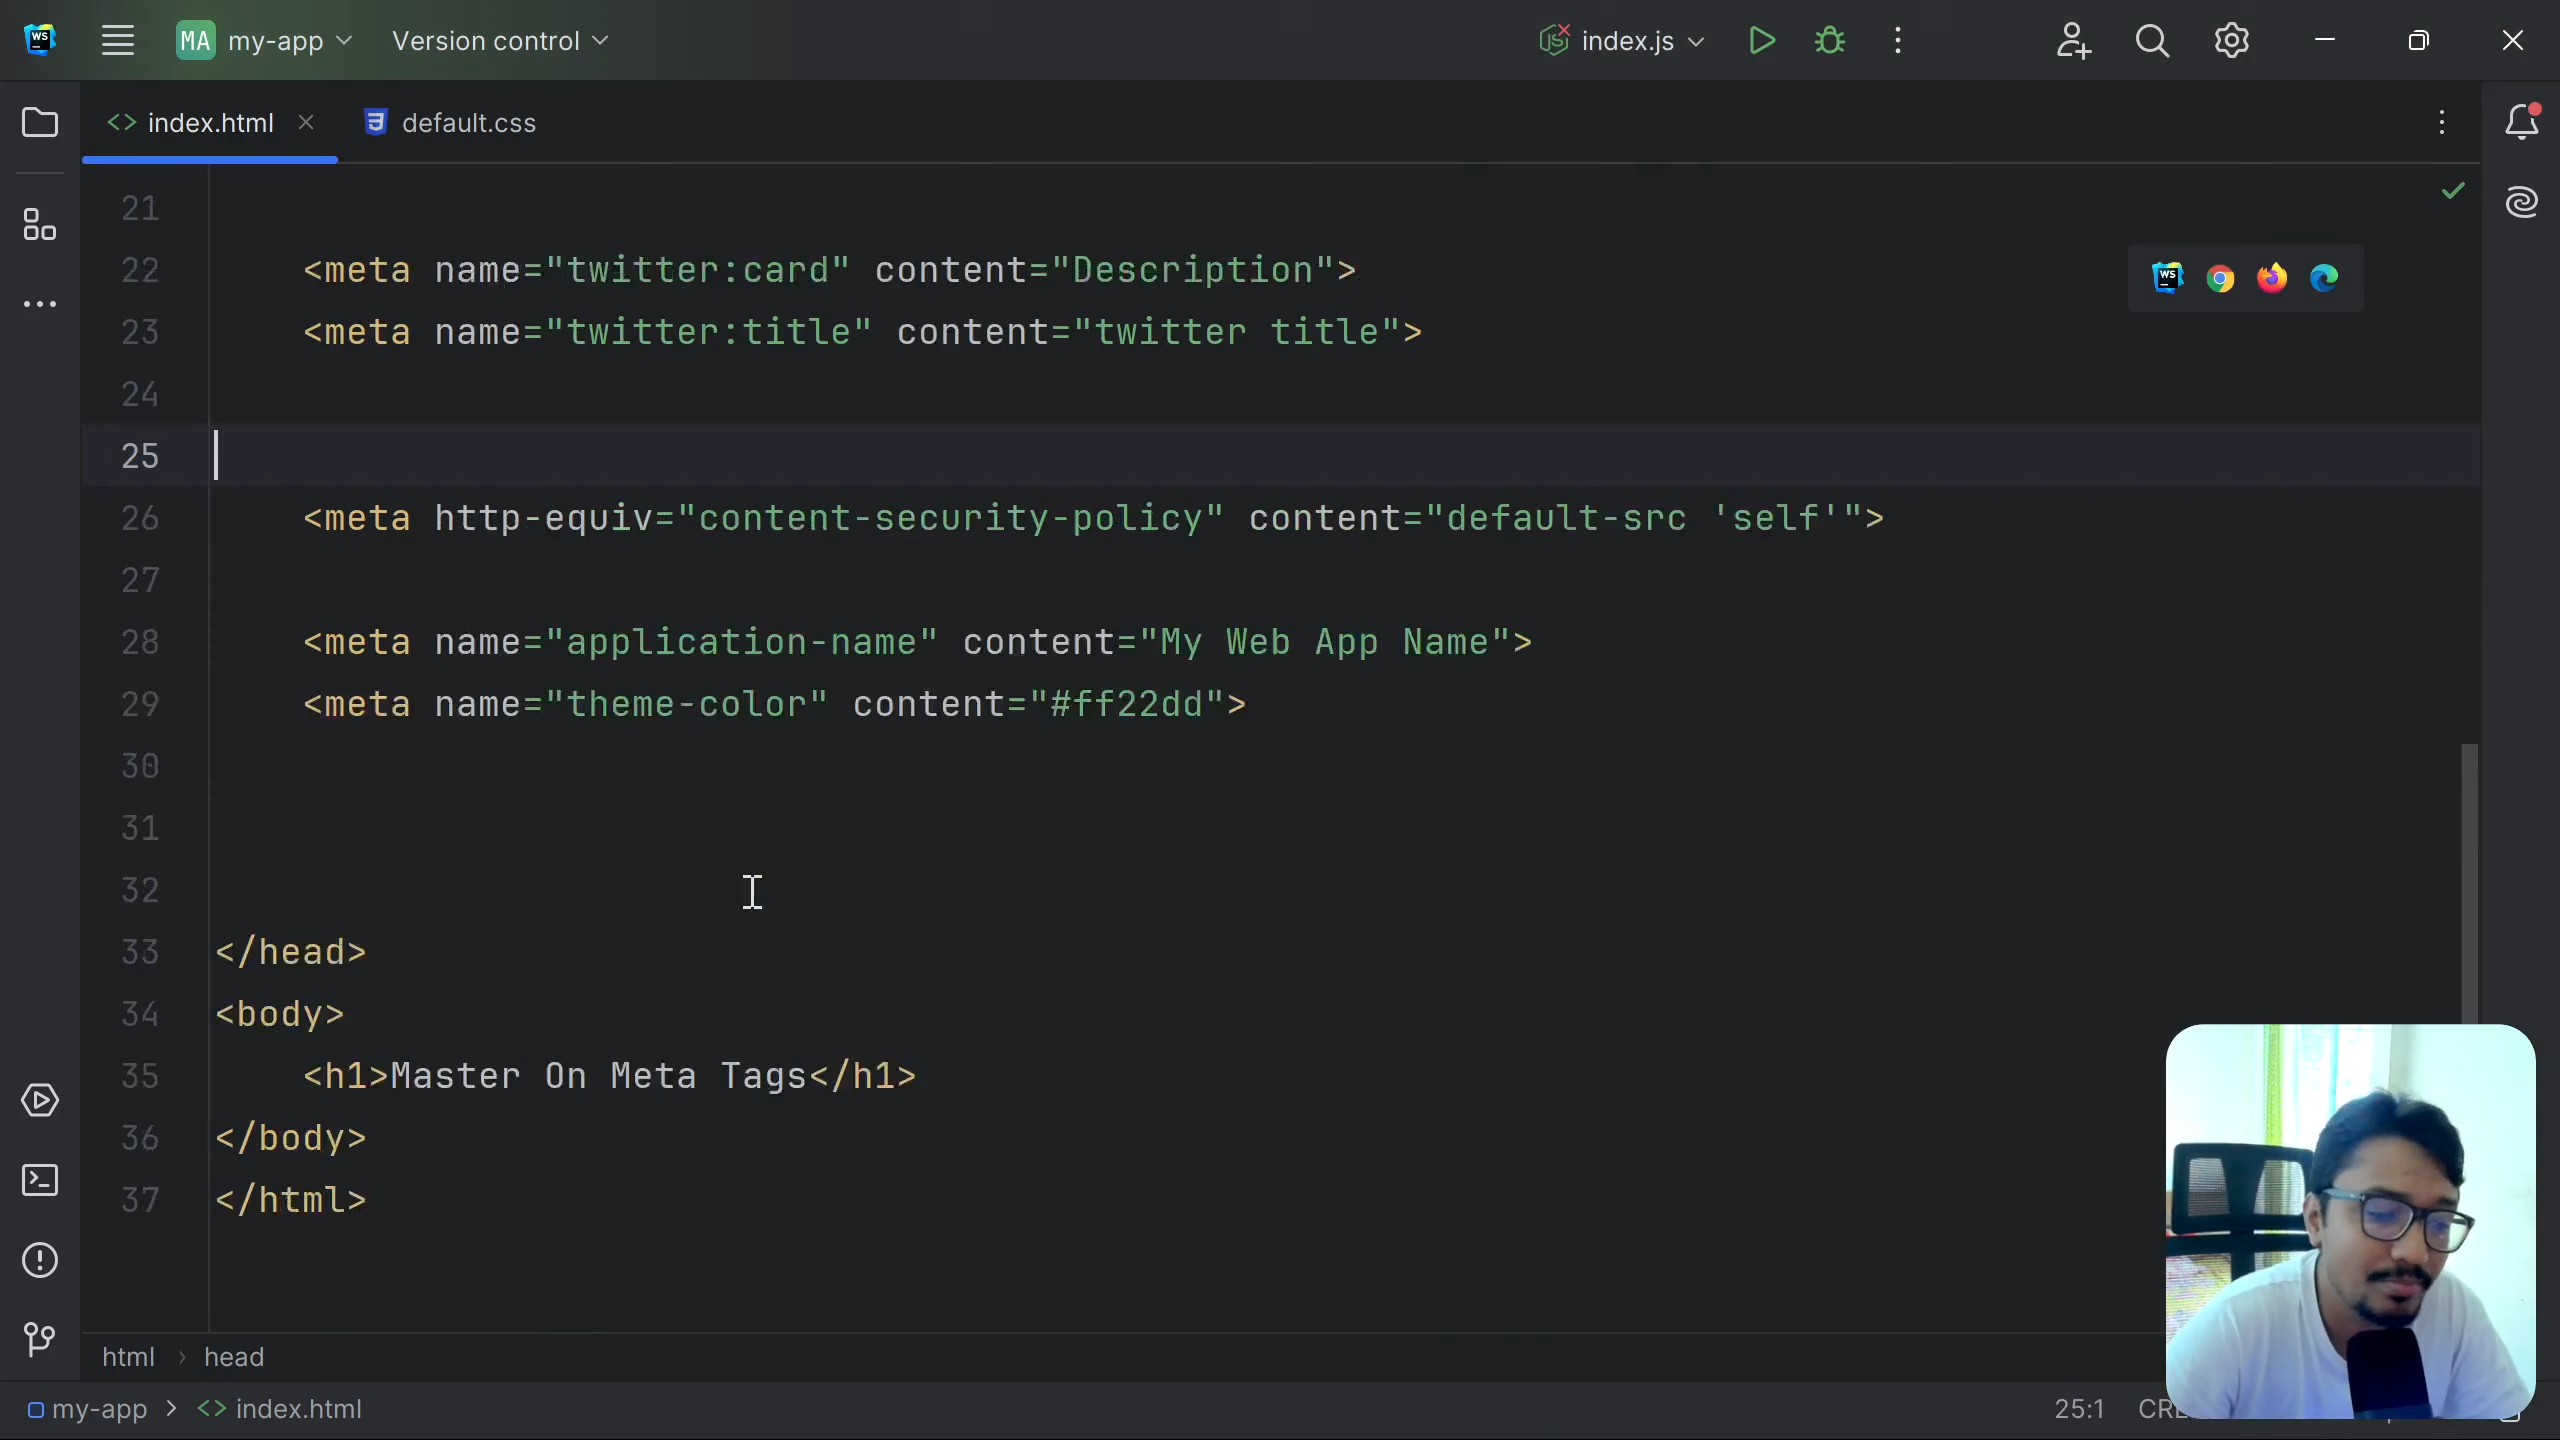 WS
MA my-app Version control index.js
index.html default.css
21
22 <meta name="twitter:card" content="Description">
23 <meta name="twitter:title" content="twitter title">
24
25
26 <meta http-equiv="content-security-policy" content="default-src 'self'">
27
28 <meta name="application-name" content="My Web App Name">
29 <meta name="theme-color" content="#ff22dd">
30
31
32
33 </head>
34 <body>
35 <h1>Master On Meta Tags</h1>
36 </body>
37 </html>
html › head
my-app > index.html 25:1